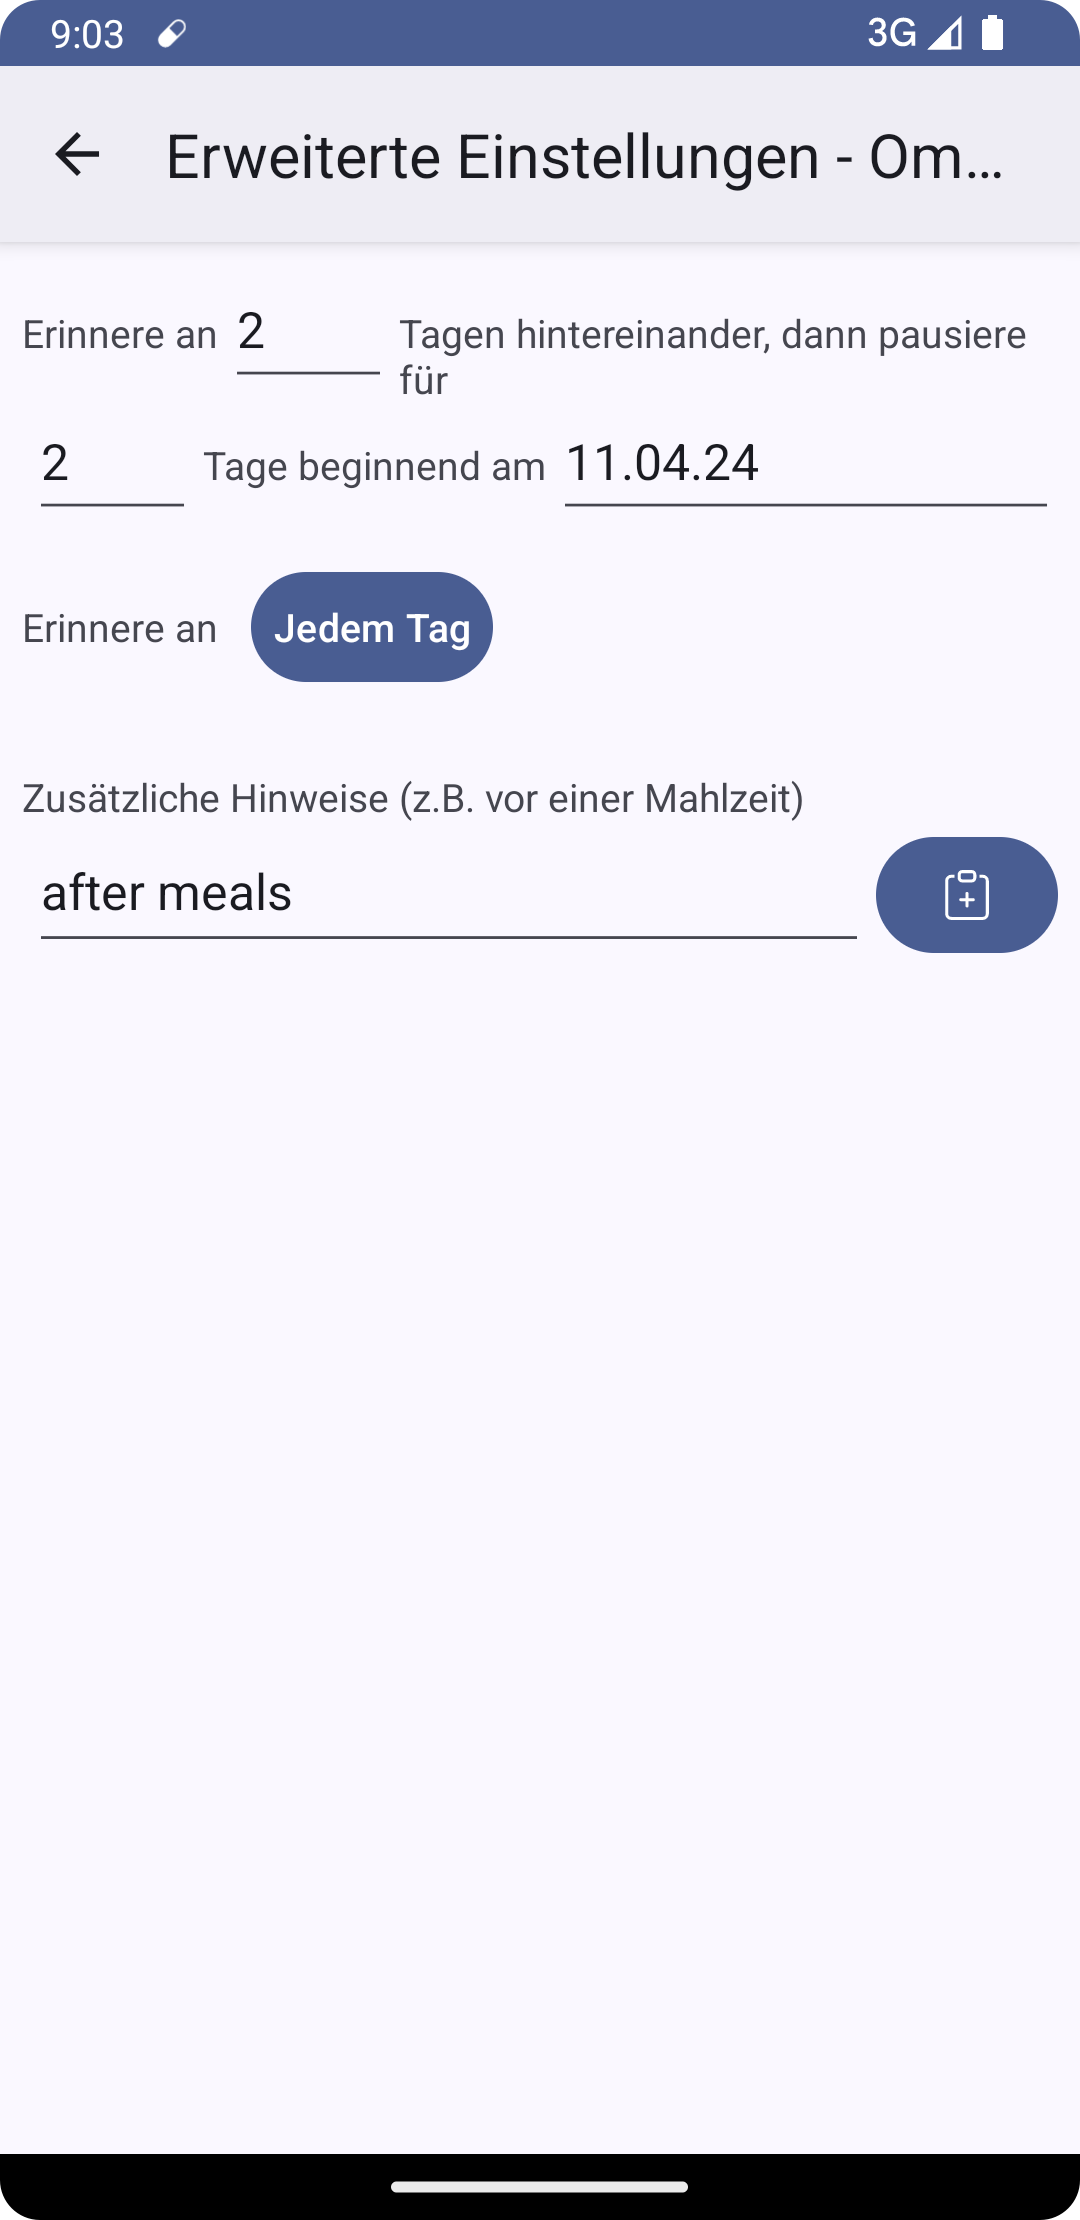 9:03 3G
Erweiterte Einstellungen - Om...
Erinnere an 2 Tagen hintereinander, dann pausiere
für
2 Tage beginnend am 11.04.24
Erinnere an Jedem Tag
Zusätzliche Hinweise (z.B. vor einer Mahlzeit)
after meals